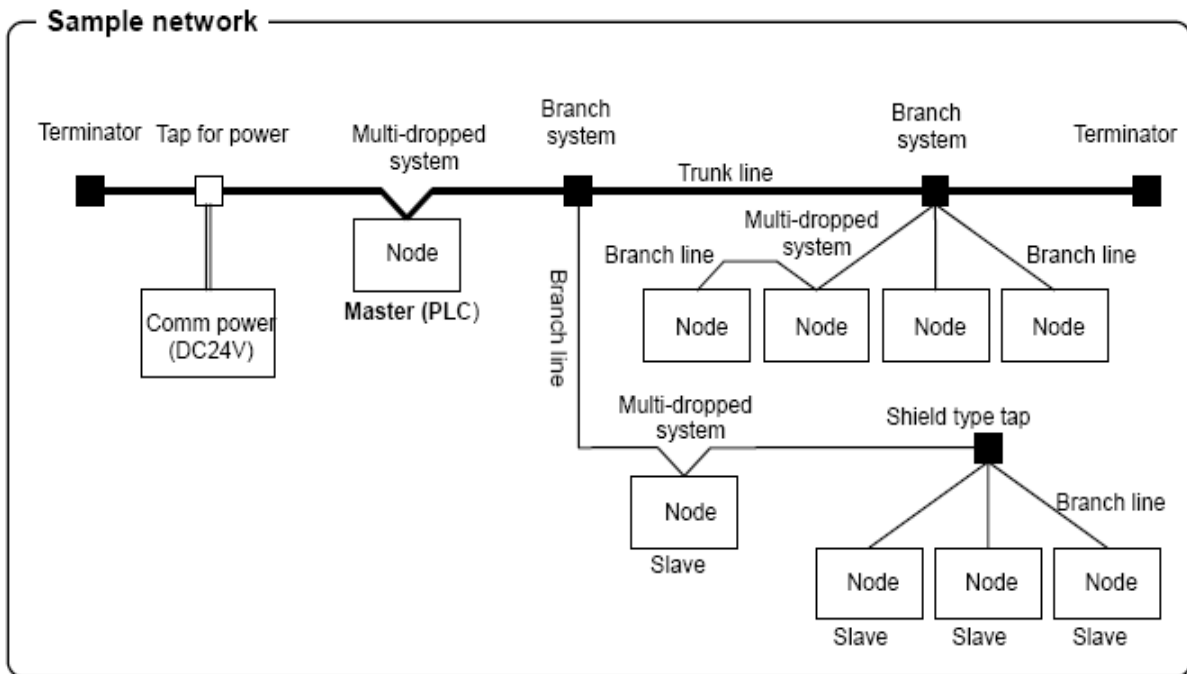 Sample network
Terminator
Tap for power
Multi-dropped
system
Branch
system
Branch
system
Terminator
Trunk line
Node
Master (PLC)
Comm power
(DC24V)
Branch line
Branch line
Multi-dropped
system
Branch line
Node
Node
Node
Node
Multi-dropped
system
Shield type tap
Node
Slave
Branch line
Node
Node
Node
Slave
Slave
Slave